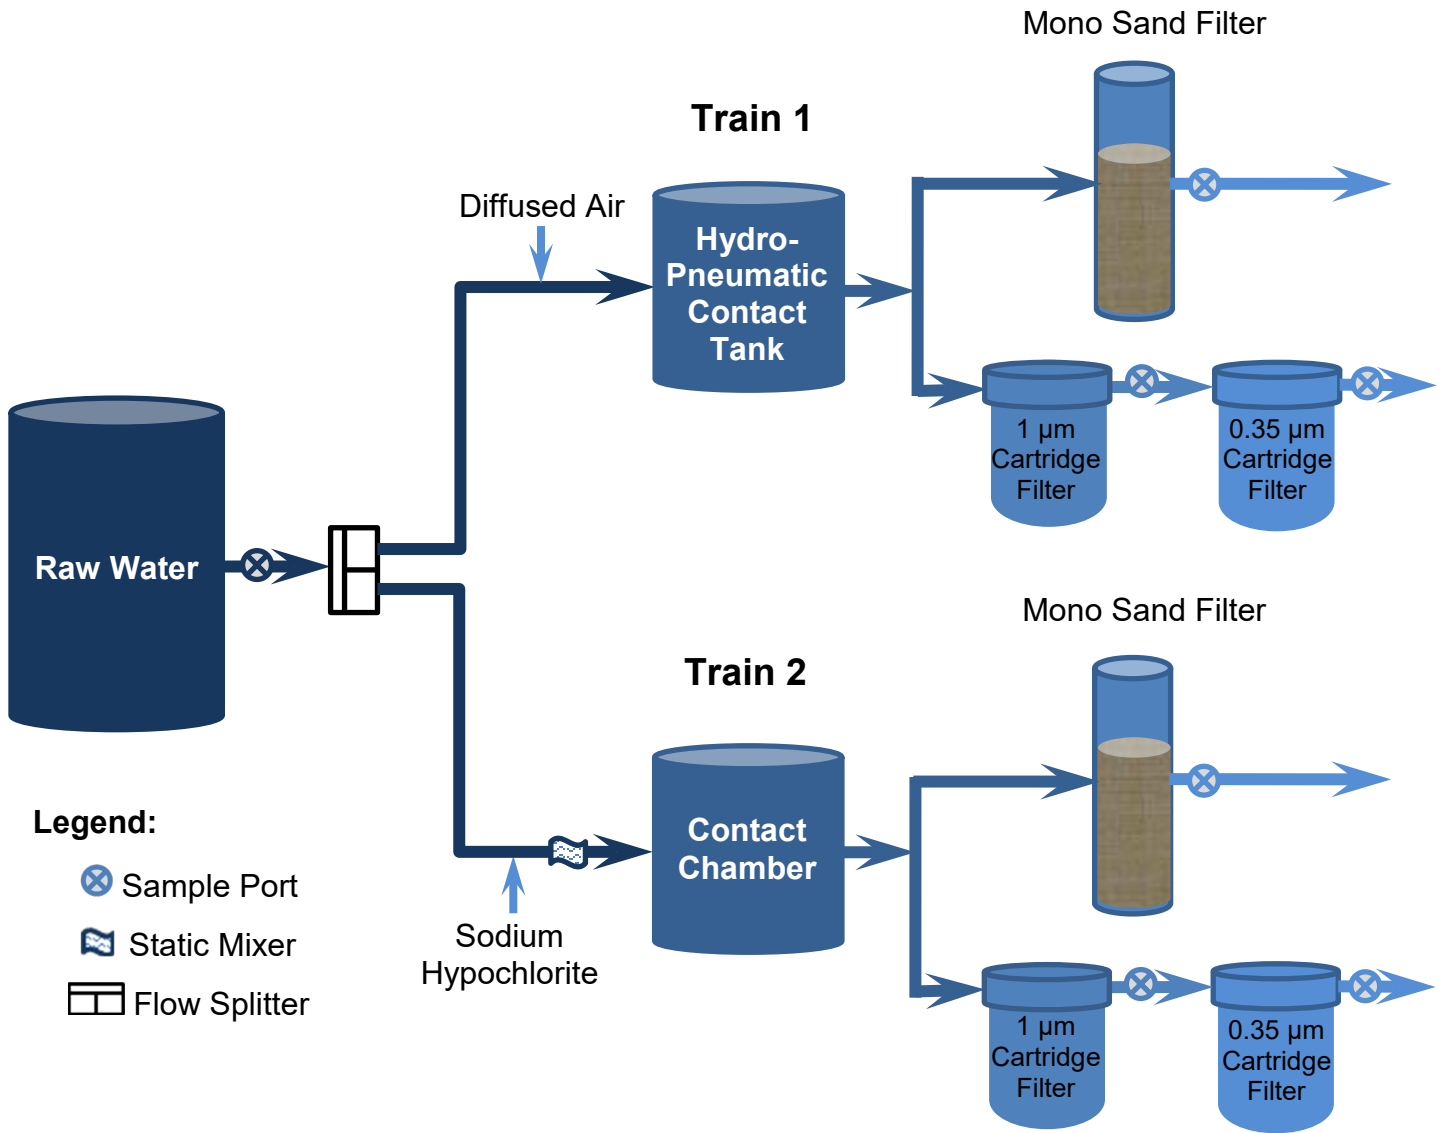 Mono Sand Filter
Train 1
Diffused Air
Hydro-
Pneumatic
Contact
Tank
1 µm
Cartridge
Filter
0.35 µm
Cartridge
Filter
Raw Water
Mono Sand Filter
Train 2
Contact
Chamber
Sodium
Hypochlorite
1 µm
Cartridge
Filter
0.35 µm
Cartridge
Filter
Legend:
Sample Port
Static Mixer
Flow Splitter